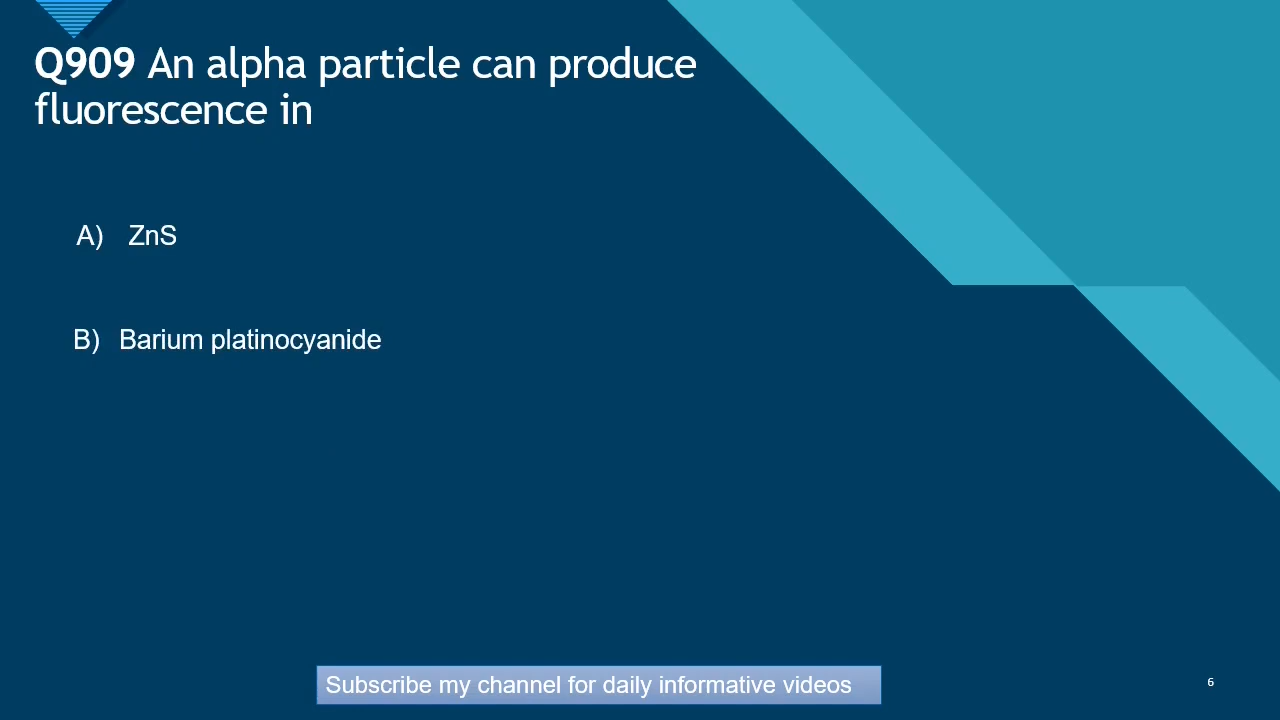 Q909 An alpha particle can produce
fluorescence in
A) ZnS
B) Barium platinocyanide
Subscribe my channel for daily informative videos
6